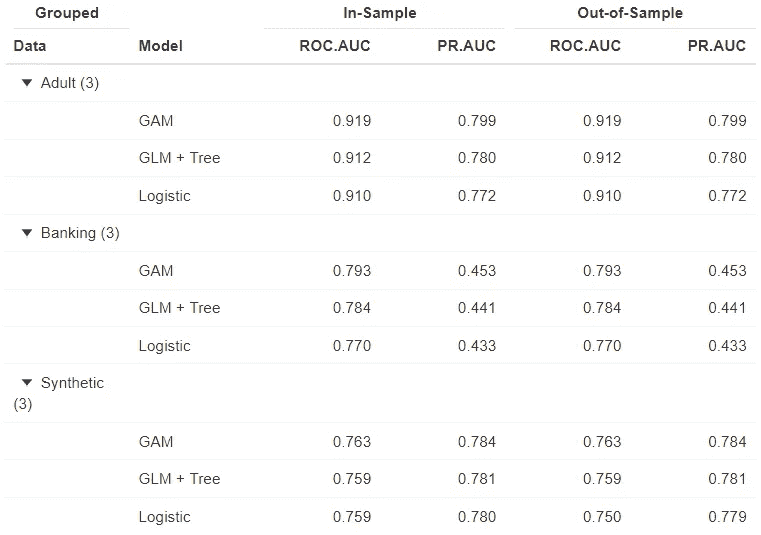 Grouped In-Sample Out-of-Sample
Data Model ROC.AUC PR.AUC ROC.AUC PR.AUC
▼ Adult (3)
GAM 0.919 0.799 0.919 0.799
GLM + Tree 0.912 0.780 0.912 0.780
Logistic 0.910 0.772 0.910 0.772
▼ Banking (3)
GAM 0.793 0.453 0.793 0.453
GLM + Tree 0.784 0.441 0.784 0.441
Logistic 0.770 0.433 0.770 0.433
▼ Synthetic
(3)
GAM 0.763 0.784 0.763 0.784
GLM + Tree 0.759 0.781 0.759 0.781
Logistic 0.759 0.780 0.750 0.779